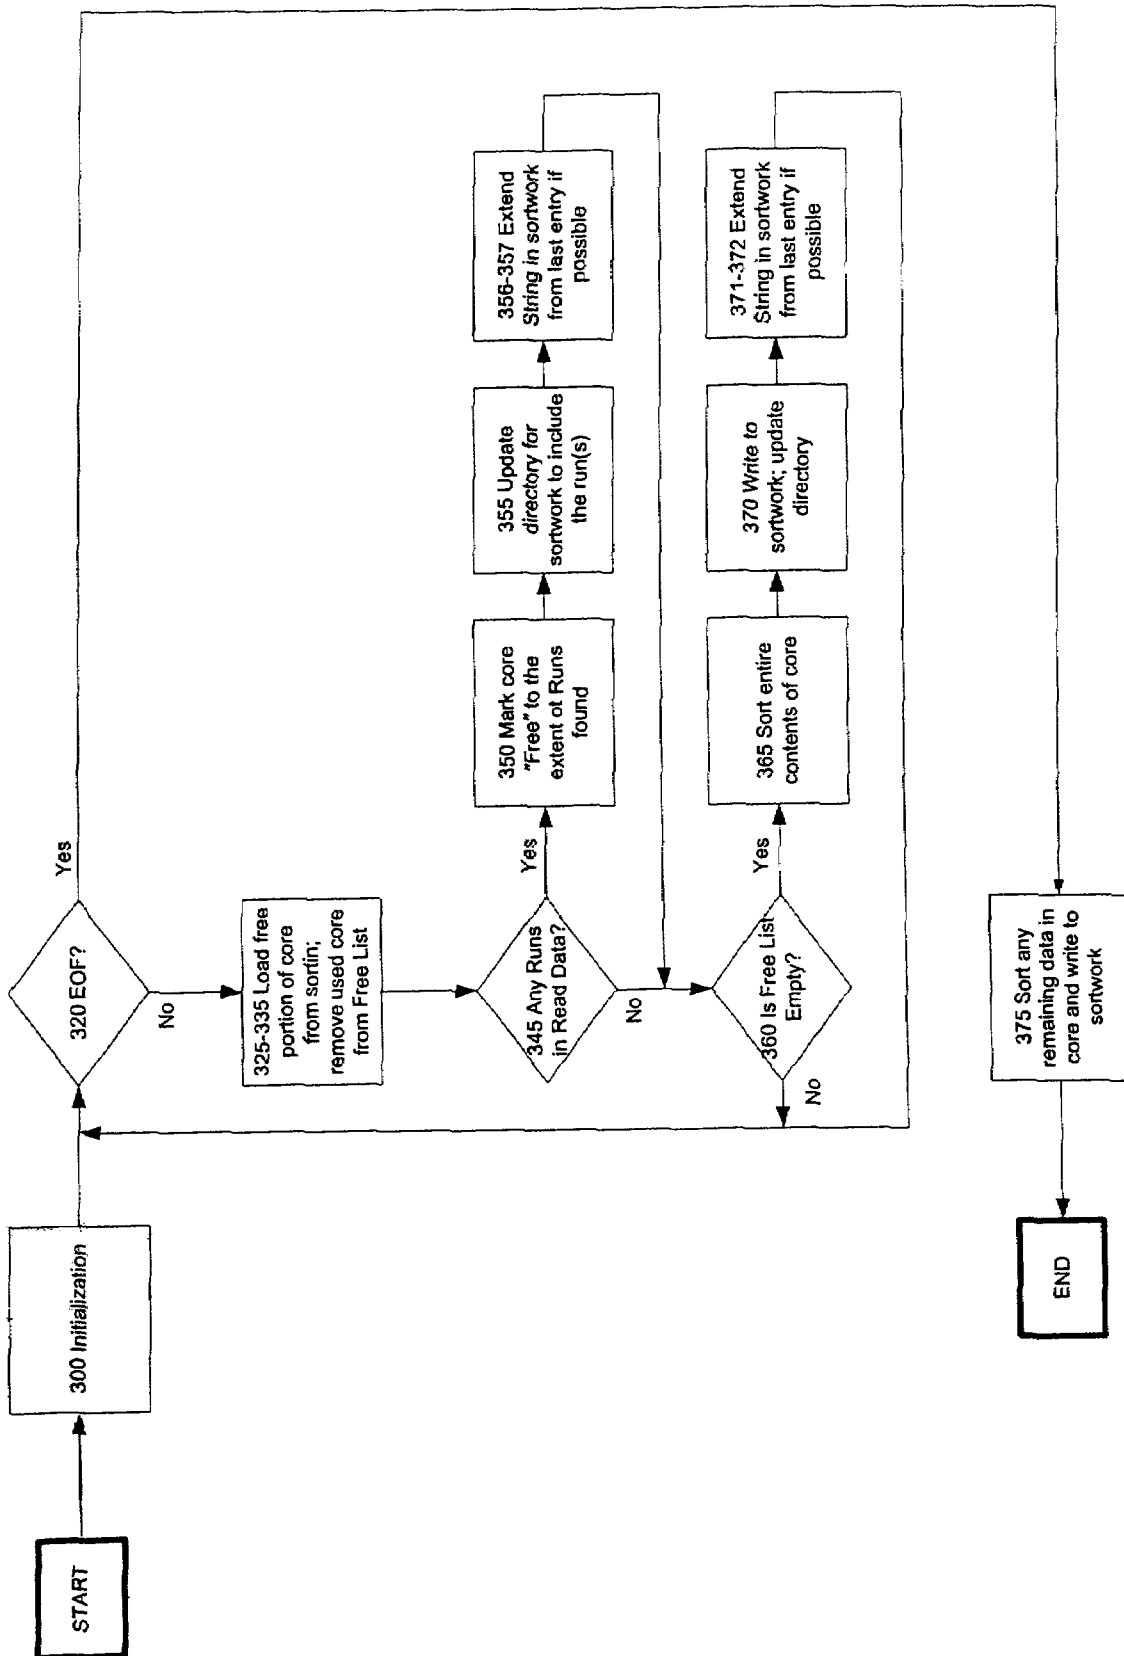 START
300 Initialization
320 EOF?
Yes
No
325-335 Load free
portion of core
from sortin;
remove used core
from Free List
345 Any Runs
in Read Data?
Yes
No
350 Mark core
"Free" to the
extent ot Runs
found
355 Update
directory for
sortwork to include
the run(s)
356-357 Extend
String in sortwork
from last entry if
possible
360 Is Free List
Empty?
Yes
No
365 Sort entire
contents of core
370 Write to
sortwork; update
directory
371-372 Extend
String in sortwork
from last entry if
possible
375 Sort any
remaining data in
core and write to
sortwork
END